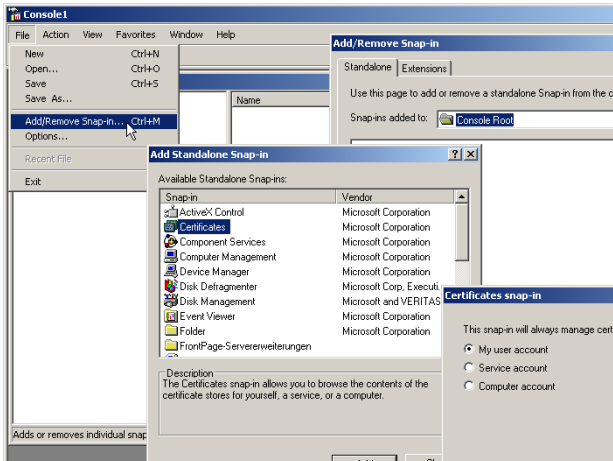 Console1
File Action View Favorites Window Help
New Ctrl+N
Open... Ctrl+O
Save Ctrl+S
Save As...
Add/Remove Snap-in... Ctrl+M
Options...
Recent File
Exit
Name
Adds or removes individual snap
Add/Remove Snap-in
Standalone Extensions
Use this page to add or remove a standalone Snap-in from the c
Snap-ins added to: Console Root
Add Standalone Snap-in
Available Standalone Snap-ins:
Snap-in Vendor
ActiveX Control Microsoft Corporation
Certificates Microsoft Corporation
Component Services Microsoft Corporation
Computer Management Microsoft Corporation
Device Manager Microsoft Corporation
Disk Defragmenter Microsoft Corp, Executi
Disk Management Microsoft and VERITAS
Event Viewer Microsoft Corporation
Folder Microsoft Corporation
FrontPage-Servererweiterungen
Description
The Certificates snap-in allows you to browse the contents of the
certificate stores for yourself, a service, or a computer.
Certificates snap-in
This snap-in will always manage cert
My user account
Service account
Computer account